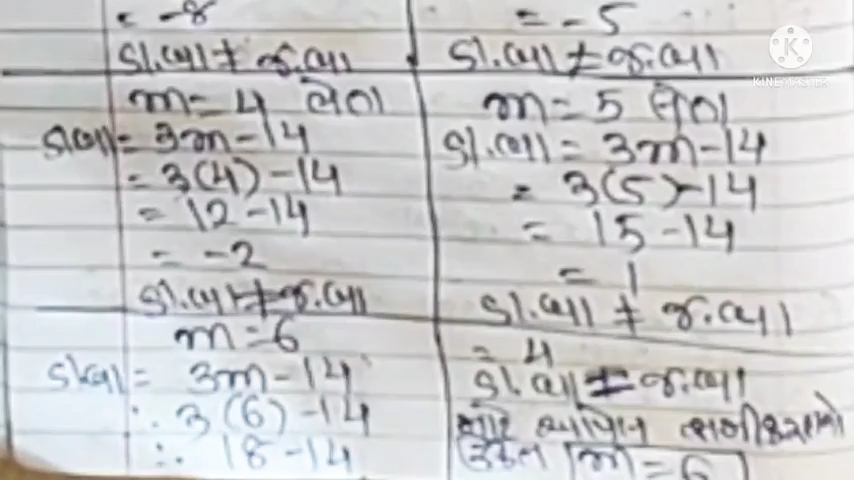 = -8
ડા.બા ≠ જ.બા
= -5
ડા.બા ≠ જ.બા
KINEMASTER
m = 4 લેતા
ડા.બા = 3m - 14
= 3(4) - 14
= 12 - 14
= -2
ડા.બા ≠ જ.બા
m = 5 લેતા
ડા.બા = 3m - 14
= 3(5) - 14
= 15 - 14
= 1
ડા.બા ≠ જ.બા
m = 6
ડાબા = 3m - 14
∴ 3(6) - 14
∴ 18 - 14
= 4
ડા.બા = જ.બા
માટે આપેલ સમીકરણનો
ઉકેલ m = 6